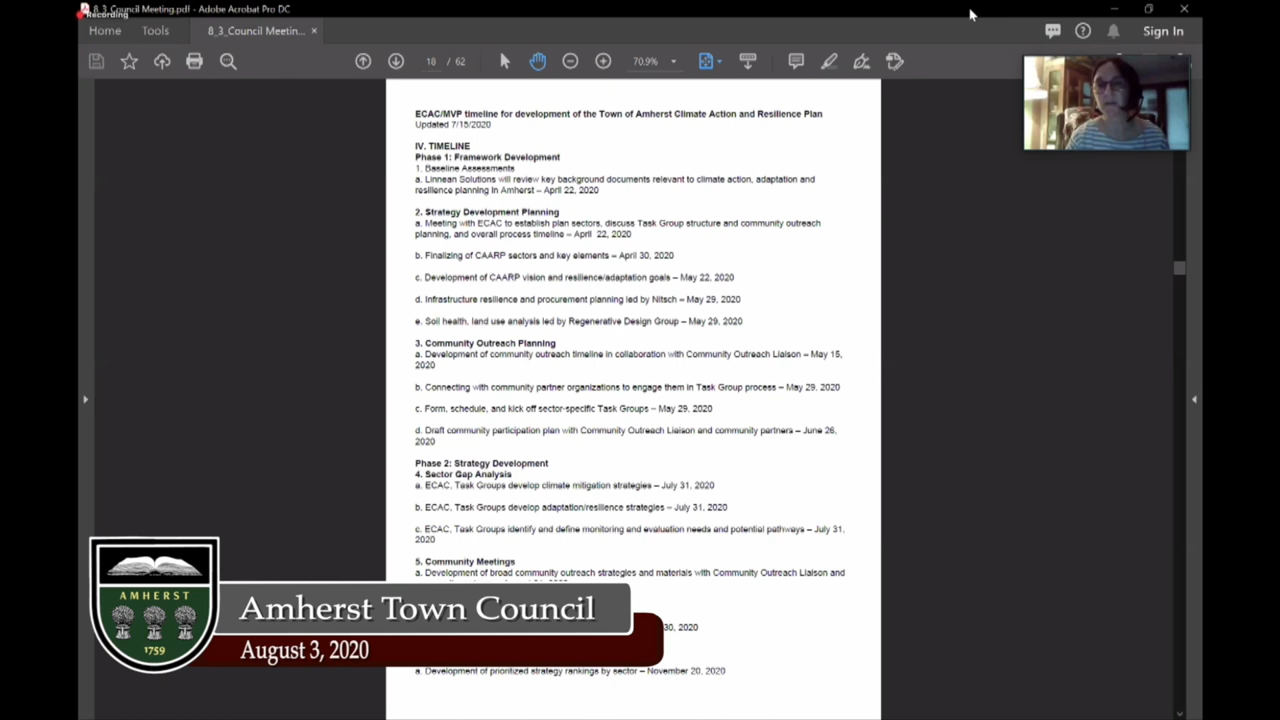 8_3_Council Meeting.pdf - Adobe Acrobat Pro DC
Recording
Home Tools 8_3_Council Meetin... × Sign In
18 / 62 70.9%
ECAC/MVP timeline for development of the Town of Amherst Climate Action and Resilience Plan
Updated 7/15/2020
IV. TIMELINE
Phase 1: Framework Development
1. Baseline Assessments
a. Linnean Solutions will review key background documents relevant to climate action, adaptation and
resilience planning in Amherst – April 22, 2020
2. Strategy Development Planning
a. Meeting with ECAC to establish plan sectors, discuss Task Group structure and community outreach
planning, and overall process timeline – April 22, 2020
b. Finalizing of CAARP sectors and key elements – April 30, 2020
c. Development of CAARP vision and resilience/adaptation goals – May 22, 2020
d. Infrastructure resilience and procurement planning led by Nitsch – May 29, 2020
e. Soil health, land use analysis led by Regenerative Design Group – May 29, 2020
3. Community Outreach Planning
a. Development of community outreach timeline in collaboration with Community Outreach Liaison – May 15,
2020
b. Connecting with community partner organizations to engage them in Task Group process – May 29, 2020
c. Form, schedule, and kick off sector-specific Task Groups – May 29, 2020
d. Draft community participation plan with Community Outreach Liaison and community partners – June 26,
2020
Phase 2: Strategy Development
4. Sector Gap Analysis
a. ECAC, Task Groups develop climate mitigation strategies – July 31, 2020
b. ECAC, Task Groups develop adaptation/resilience strategies – July 31, 2020
c. ECAC, Task Groups identify and define monitoring and evaluation needs and potential pathways – July 31,
2020
5. Community Meetings
a. Development of broad community outreach strategies and materials with Community Outreach Liaison and
30, 2020
a. Development of prioritized strategy rankings by sector – November 20, 2020
AMHERST
1759
Amherst Town Council
August 3, 2020